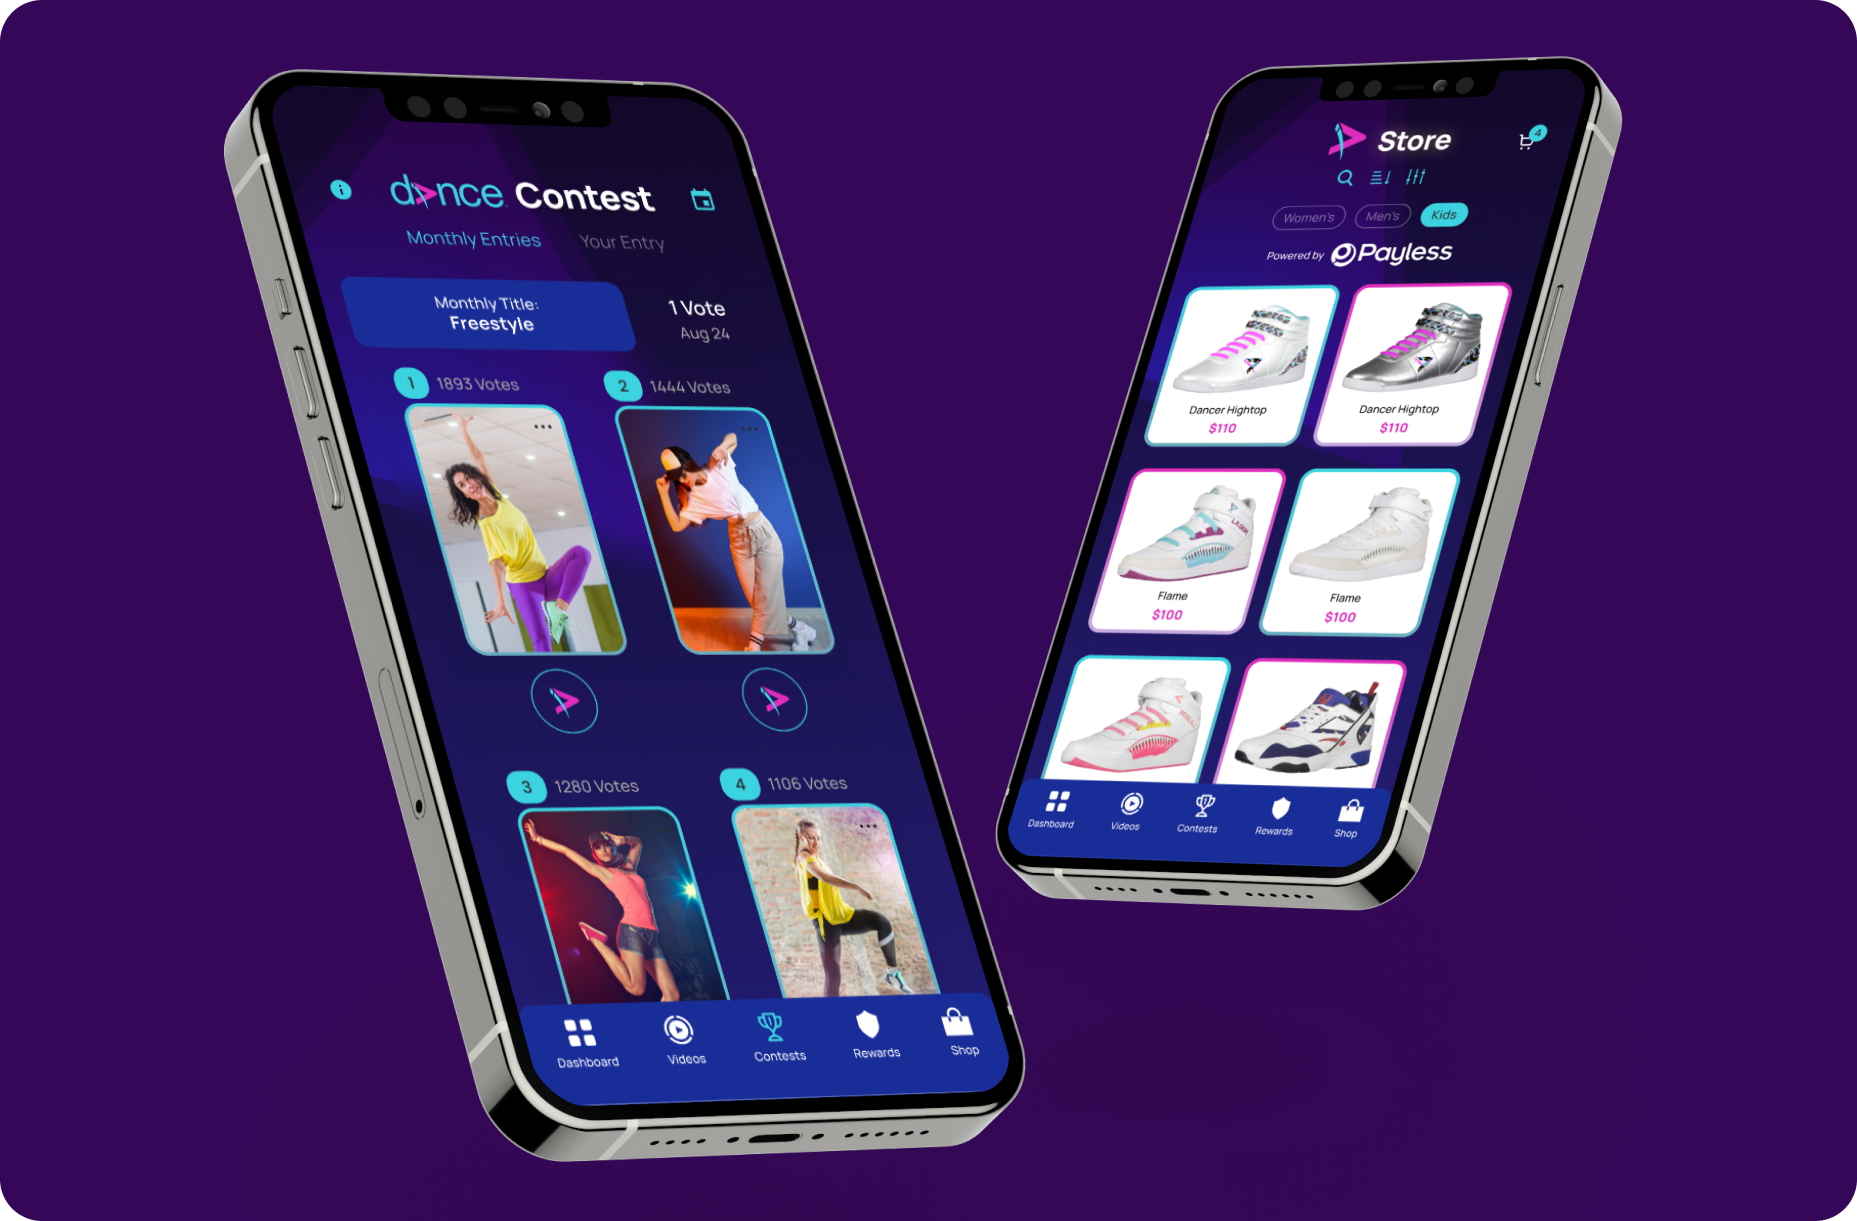 dance Contest
Monthly Entries Your Entry
Monthly Title:
Freestyle
1 Vote
Aug 24
1 1893 Votes
2 1444 Votes
3 1280 Votes
4 1106 Votes
Dashboard Videos Contests Rewards Shop
Store
4
Women's Men's Kids
Powered by Payless
Dancer Hightop
$110
Dancer Hightop
$110
Flame
$100
Flame
$100
Dashboard Videos Contests Rewards Shop